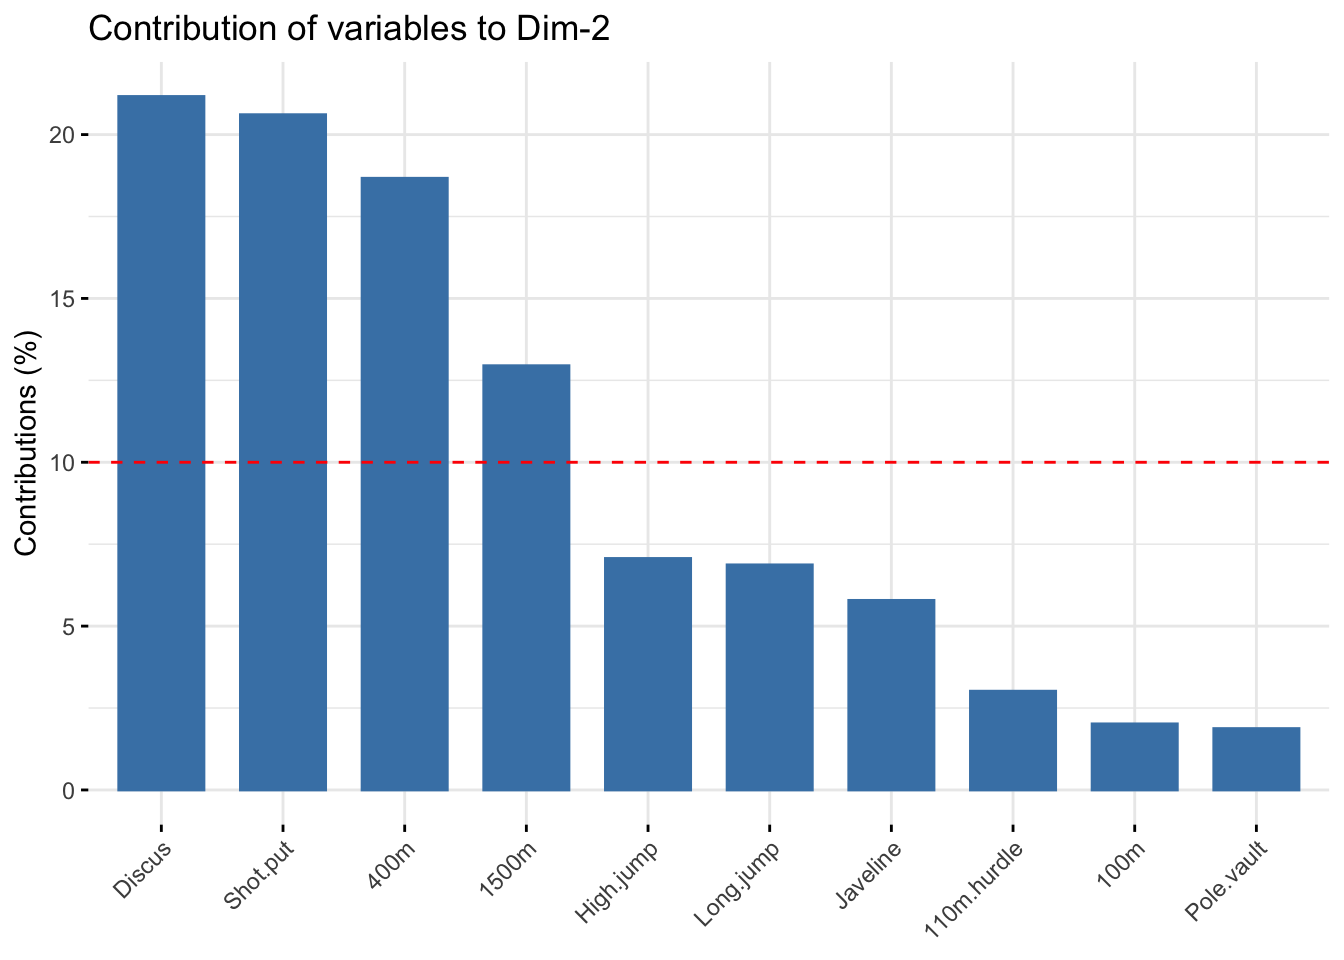 Contribution of variables to Dim-2
Contributions (%)
20
15
10
5
0
Discus
Shot.put
400m
1500m
High.jump
Long.jump
Javeline
110m.hurdle
100m
Pole.vault